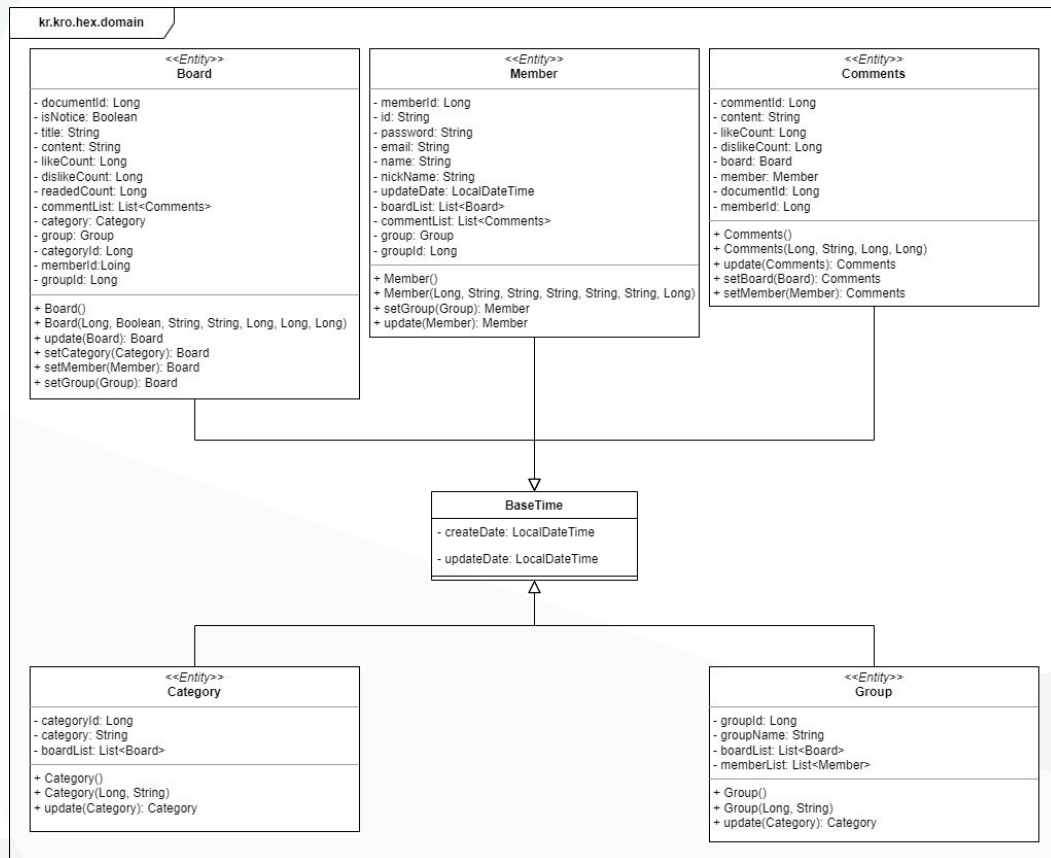 kr.kro.hex.domain
<<Entity>>
Board
- documentId: Long
- isNotice: Boolean
- title: String
- content: String
- likeCount: Long
- dislikeCount: Long
- readedCount: Long
- commentList: List<Comments>
- category: Category
- group: Group
- categoryId: Long
- memberId:Loing
- groupId: Long
+ Board()
+ Board(Long, Boolean, String, String, Long, Long, Long)
+ update(Board): Board
+ setCategory(Category): Board
+ setMember(Member): Board
+ setGroup(Group): Board
<<Entity>>
Member
- memberId: Long
- id: String
- password: String
- email: String
- name: String
- nickName: String
- updateDate: LocalDateTime
- boardList: List<Board>
- commentList: List<Comments>
- group: Group
- groupId: Long
+ Member()
+ Member(Long, String, String, String, String, String, Long)
+ setGroup(Group): Member
+ update(Member): Member
<<Entity>>
Comments
- commentId: Long
- content: String
- likeCount: Long
- dislikeCount: Long
- board: Board
- member: Member
- documentId: Long
- memberId: Long
+ Comments()
+ Comments(Long, String, Long, Long)
+ update(Comments): Comments
+ setBoard(Board): Comments
+ setMember(Member): Comments
BaseTime
- createDate: LocalDateTime
- updateDate: LocalDateTime
<<Entity>>
Category
- categoryId: Long
- category: String
- boardList: List<Board>
+ Category()
+ Category(Long, String)
+ update(Category): Category
<<Entity>>
Group
- groupId: Long
- groupName: String
- boardList: List<Board>
- memberList: List<Member>
+ Group()
+ Group(Long, String)
+ update(Category): Category